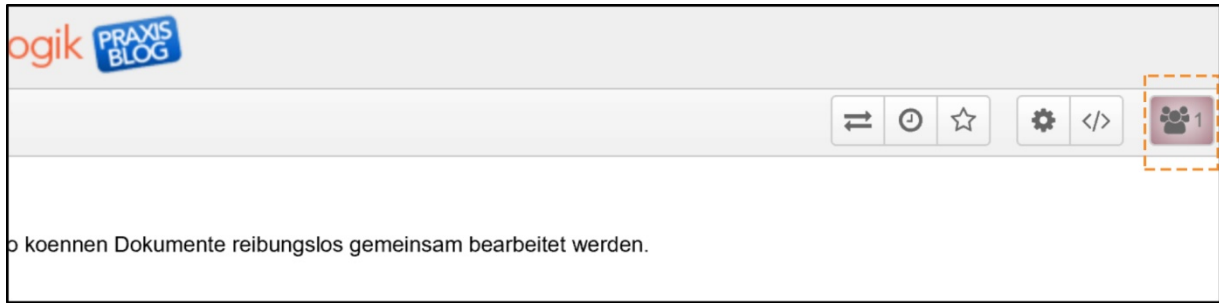 ogik PRAXIS BLOG
</> 1
o koennen Dokumente reibungslos gemeinsam bearbeitet werden.